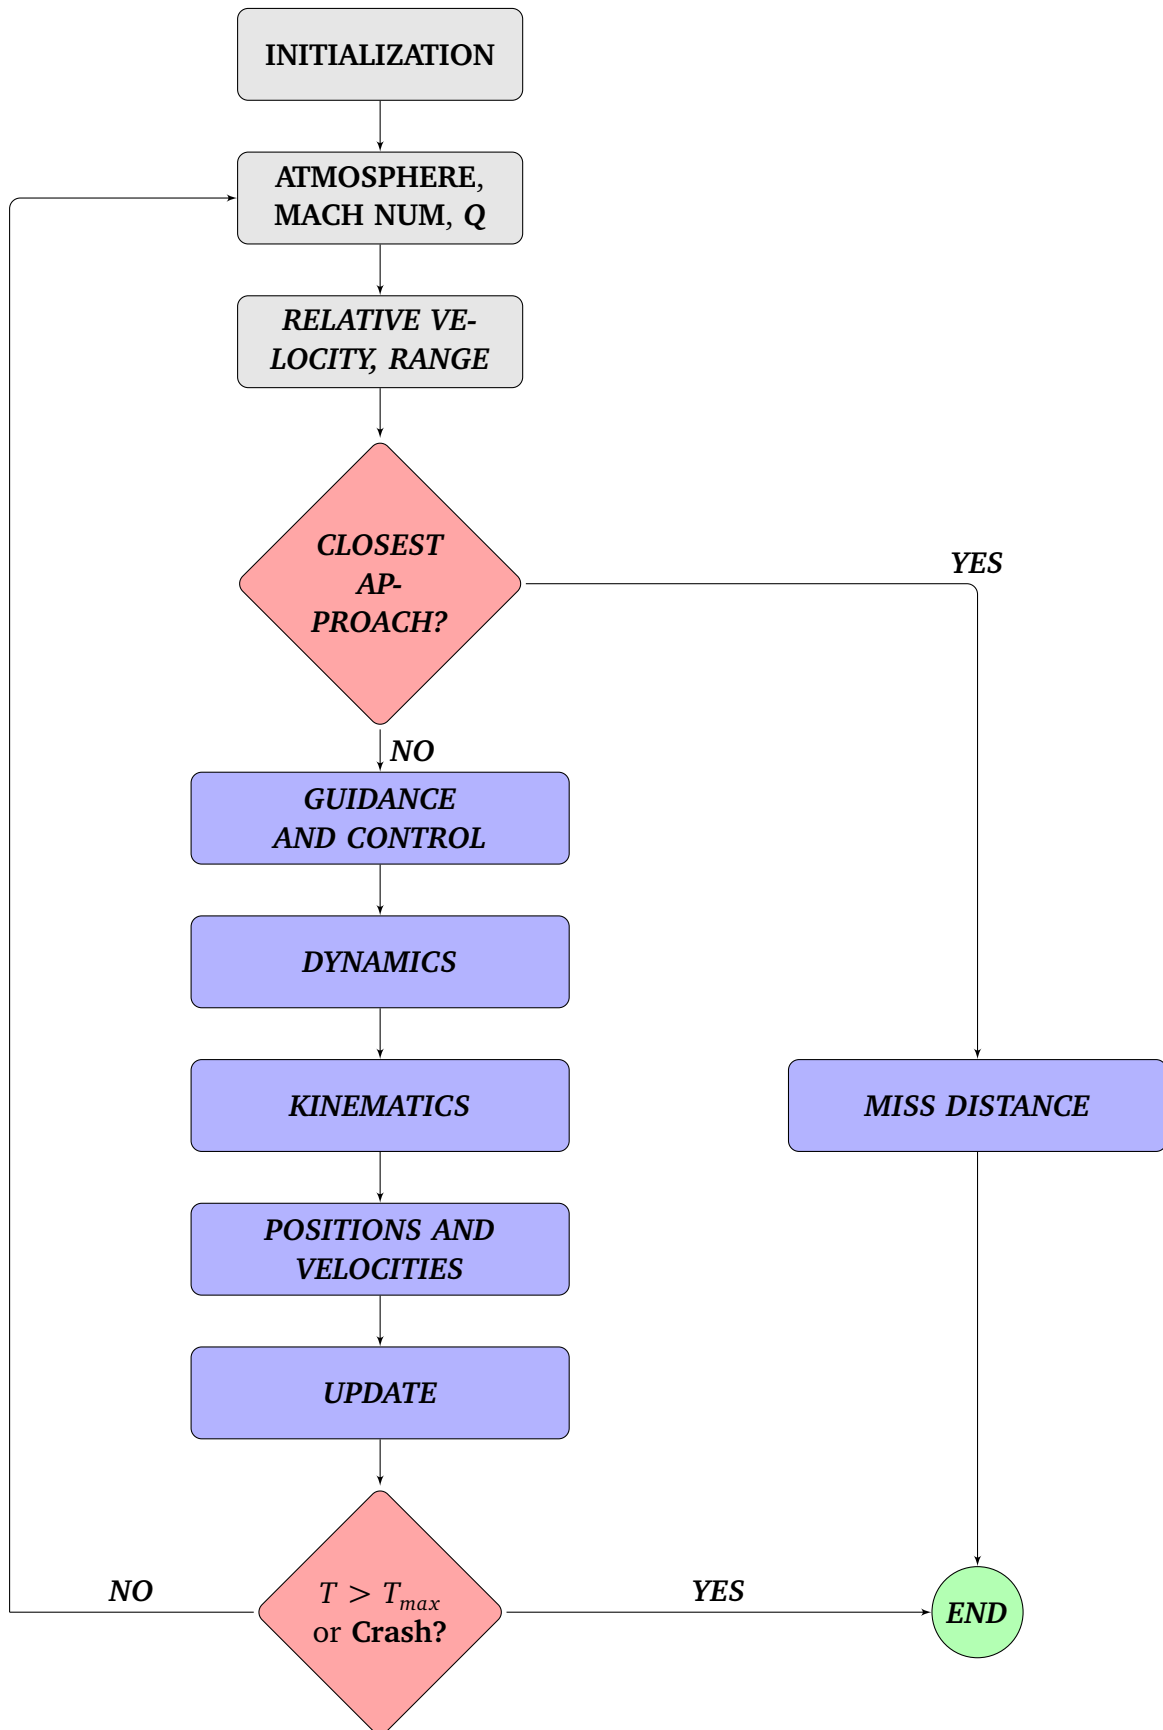 INITIALIZATION
ATMOSPHERE,
MACH NUM, Q
RELATIVE VE-
LOCITY, RANGE
CLOSEST
AP-
PROACH?
YES
NO
GUIDANCE
AND CONTROL
DYNAMICS
KINEMATICS
MISS DISTANCE
POSITIONS AND
VELOCITIES
UPDATE
NO
T > T_max
or Crash?
YES
END